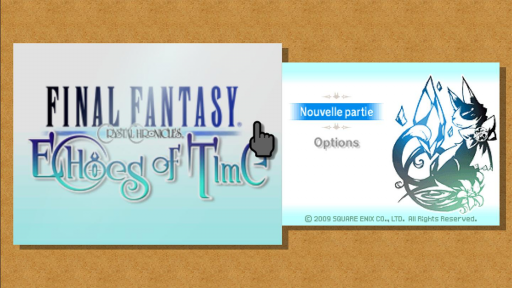 FINAL FANTASY®
CRYSTAL CHRONICLES
ECHOES OF TIME
Nouvelle partie
Options
© 2009 SQUARE ENIX CO., LTD. All Rights Reserved.